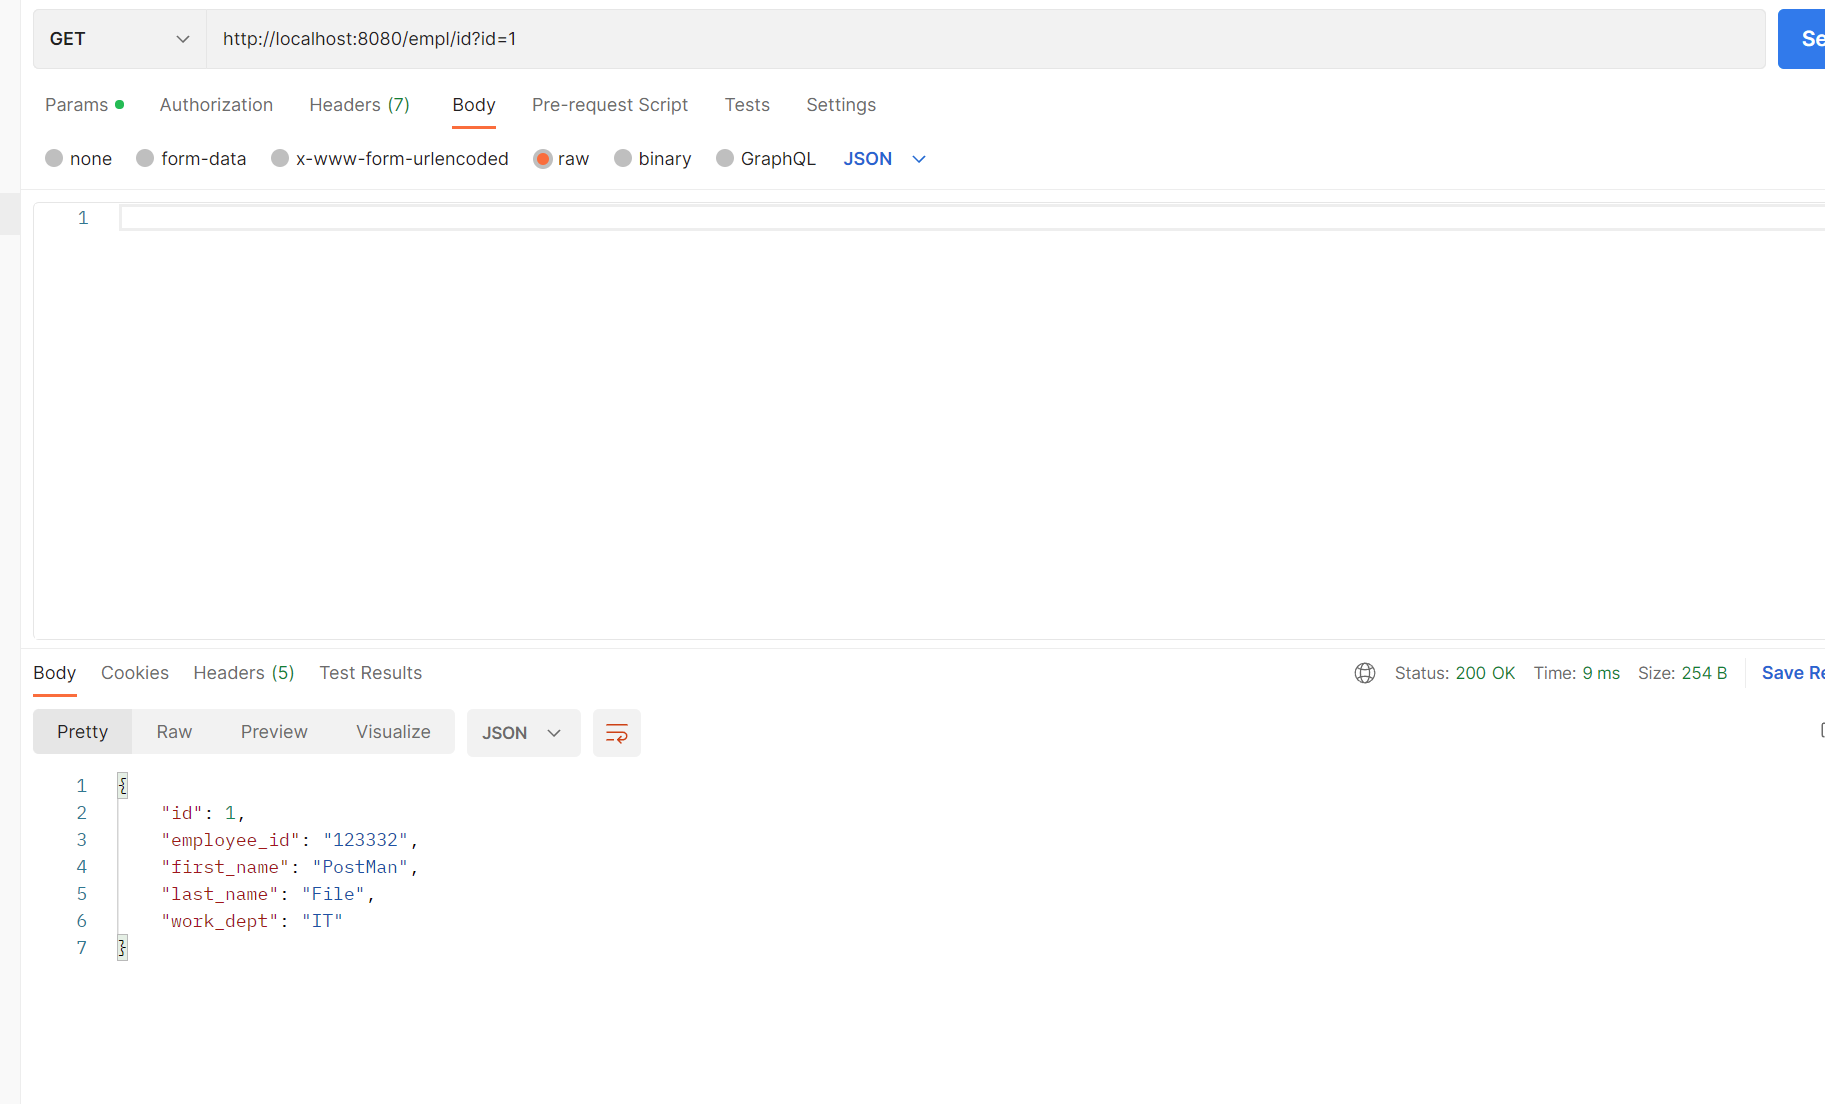 GET http://localhost:8080/empl/id?id=1 Se
Params Authorization Headers (7) Body Pre-request Script Tests Settings
none form-data x-www-form-urlencoded raw binary GraphQL JSON
1
Body Cookies Headers (5) Test Results Status: 200 OK Time: 9 ms Size: 254 B Save Re
Pretty Raw Preview Visualize JSON
1 {
2 "id": 1,
3 "employee_id": "123332",
4 "first_name": "PostMan",
5 "last_name": "File",
6 "work_dept": "IT"
7 }